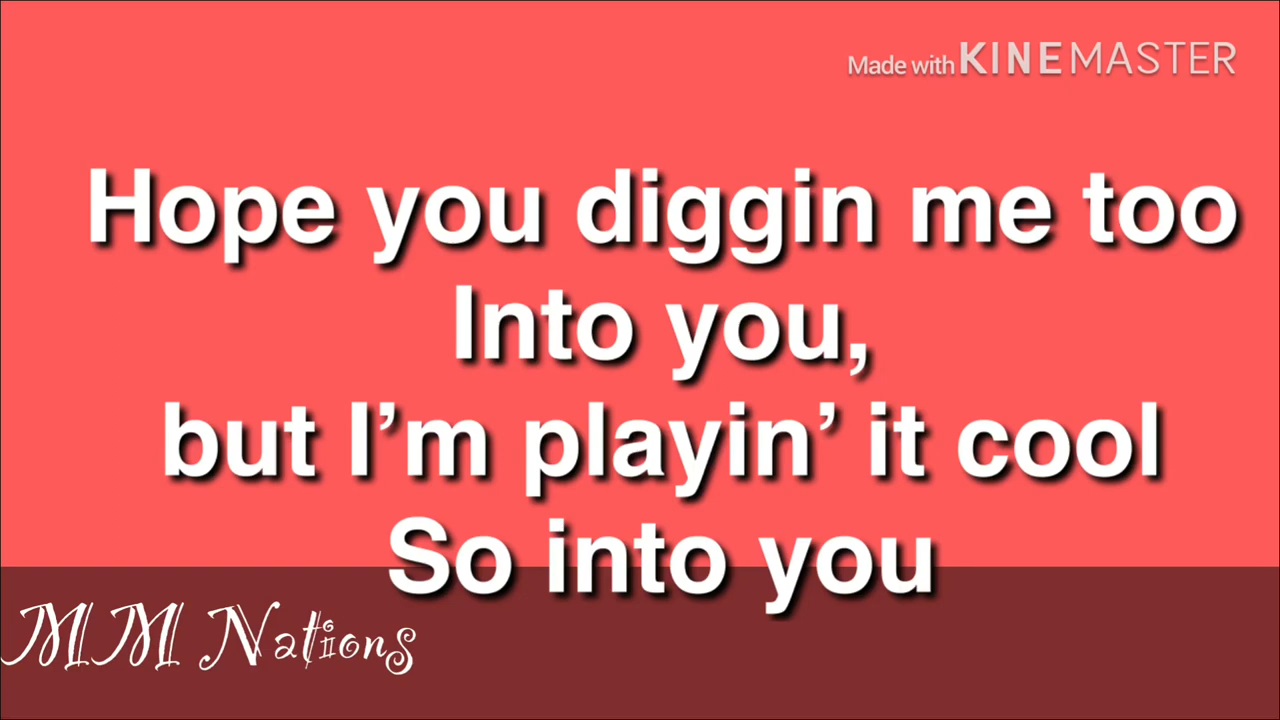 Made with KINEMASTER
Hope you diggin me too
Into you,
but I’m playin’ it cool
So into you
MM Nations